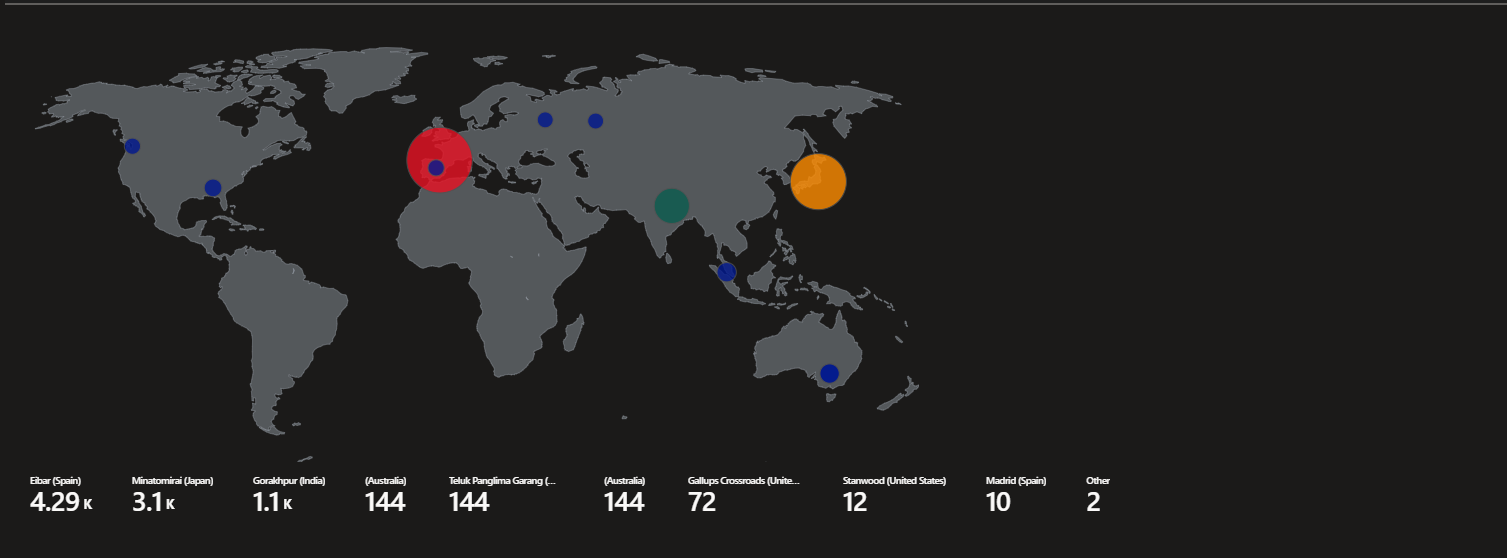 Eibar (Spain) Minatomirai (Japan) Gorakhpur (India) (Australia) Teluk Panglima Garang (... (Australia) Gallups Crossroads (Unite... Stanwood (United States) Madrid (Spain) Other
4.29 K 3.1 K 1.1 K 144 144 144 72 12 10 2